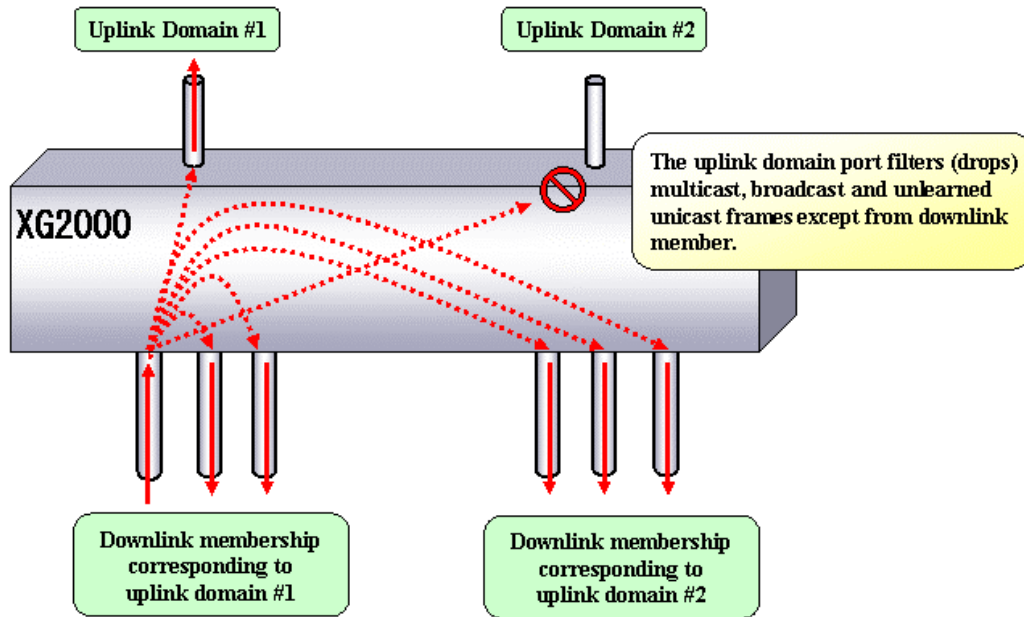 Uplink Domain #1
Uplink Domain #2
The uplink domain port filters (drops)
multicast, broadcast and unlearned
unicast frames except from downlink
member.
XG2000
Downlink membership
corresponding to
uplink domain #1
Downlink membership
corresponding to
uplink domain #2